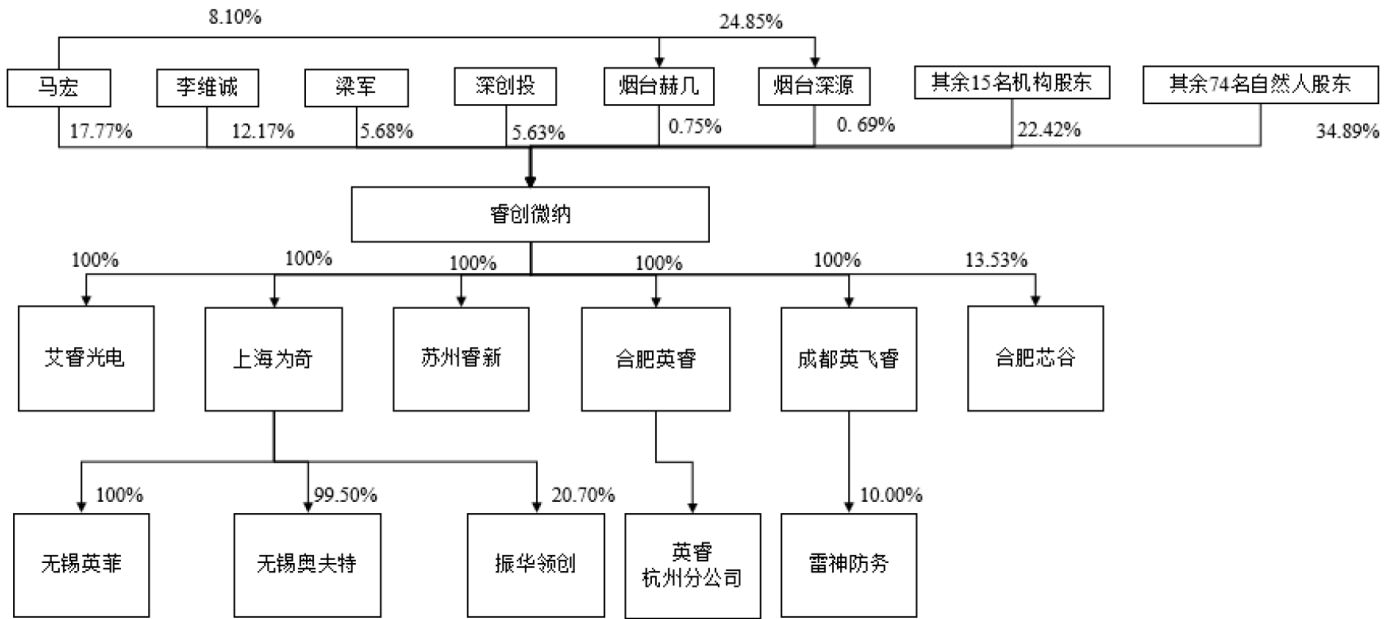 8.10%
24.85%
马宏
李维诚
梁军
深创投
烟台赫几
烟台深源
其余15名机构股东
其余74名自然人股东
17.77%
12.17%
5.68%
5.63%
0.75%
0. 69%
22.42%
34.89%
睿创微纳
100%
100%
100%
100%
100%
13.53%
艾睿光电
上海为奇
苏州睿新
合肥英睿
成都英飞睿
合肥芯谷
100%
99.50%
20.70%
10.00%
无锡英菲
无锡奥夫特
振华领创
英睿
杭州分公司
雷神防务